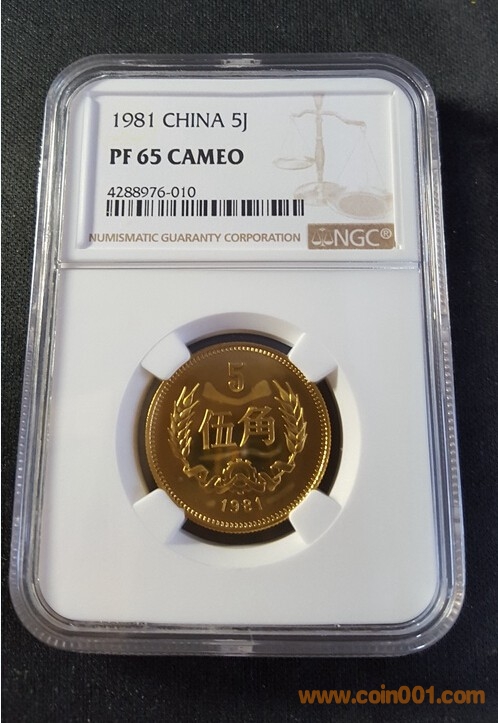 1981 CHINA 5J
PF 65 CAMEO
4288976-010
NUMISMATIC GUARANTY CORPORATION NGC®
5
伍角
1981
www.coin001.com